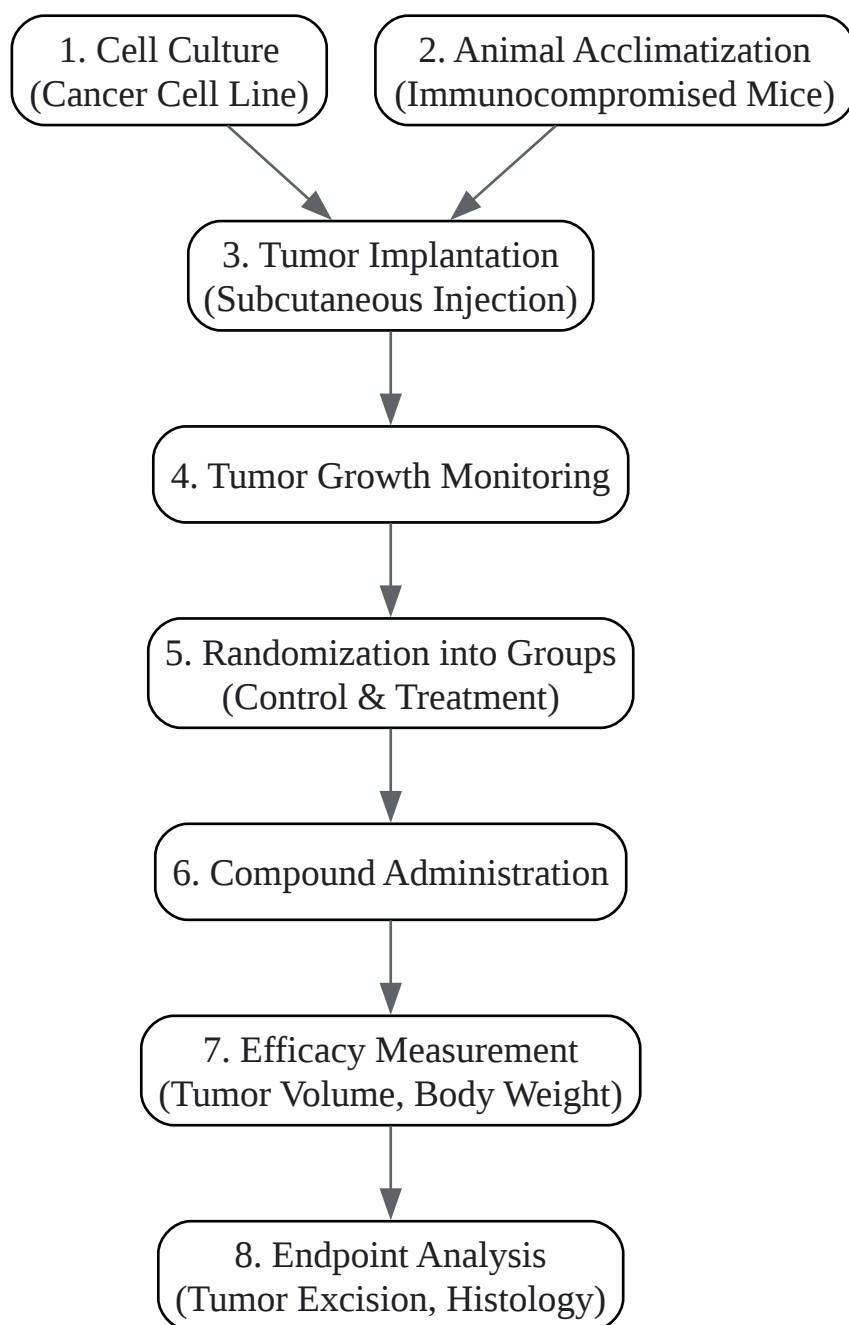 1. Cell Culture
(Cancer Cell Line)
2. Animal Acclimatization
(Immunocompromised Mice)
3. Tumor Implantation
(Subcutaneous Injection)
4. Tumor Growth Monitoring
5. Randomization into Groups
(Control & Treatment)
6. Compound Administration
7. Efficacy Measurement
(Tumor Volume, Body Weight)
8. Endpoint Analysis
(Tumor Excision, Histology)